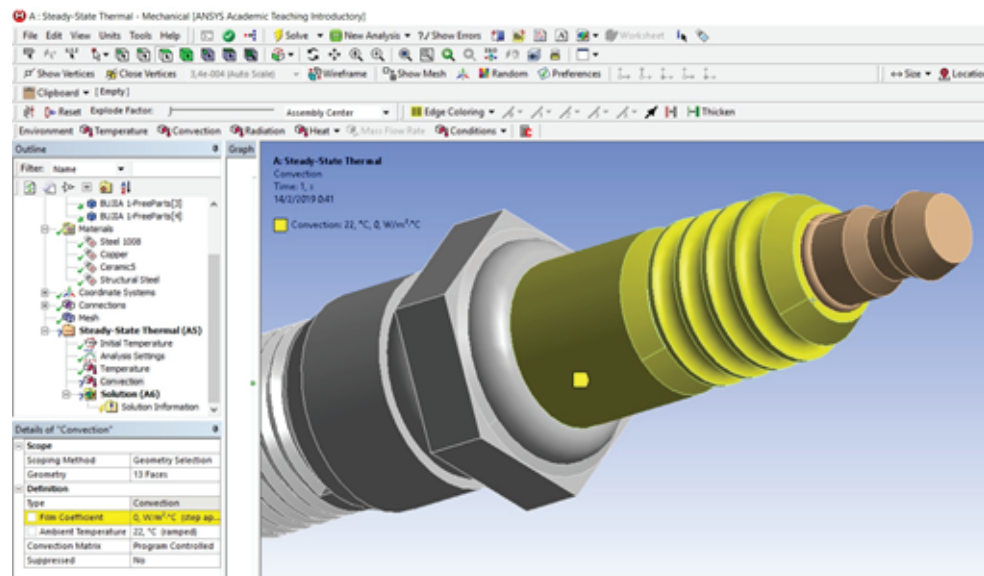 A : Steady-State Thermal - Mechanical [ANSYS Academic Teaching Introductory]
File Edit View Units Tools Help Solve New Analysis ?/ Show Errors Worksheet
Show Vertices Close Vertices 3,4e-004 (Auto Scale) Wireframe Show Mesh Random Preferences Size Location
Clipboard [Empty]
Reset Explode Factor: Assembly Center Edge Coloring Thicken
Environment Temperature Convection Radiation Heat Mass Flow Rate Conditions
Outline
Filter: Name
BUJIA 1-FreeParts[3]
BUJIA 1-FreeParts[4]
Materials
Steel 1008
Copper
Ceramic5
Structural Steel
Coordinate Systems
Connections
Mesh
Steady-State Thermal (A5)
Initial Temperature
Analysis Settings
Temperature
Convection
Solution (A6)
Solution Information
Details of "Convection"
Scope
Scoping Method Geometry Selection
Geometry 13 Faces
Definition
Type Convection
Film Coefficient 0, W/m²·°C (step ap...
Ambient Temperature 22, °C (ramped)
Convection Matrix Program Controlled
Suppressed No
Graph
A: Steady-State Thermal
Convection
Time: 1, s
14/2/2019 0:41
Convection: 22, °C, 0, W/m²·°C